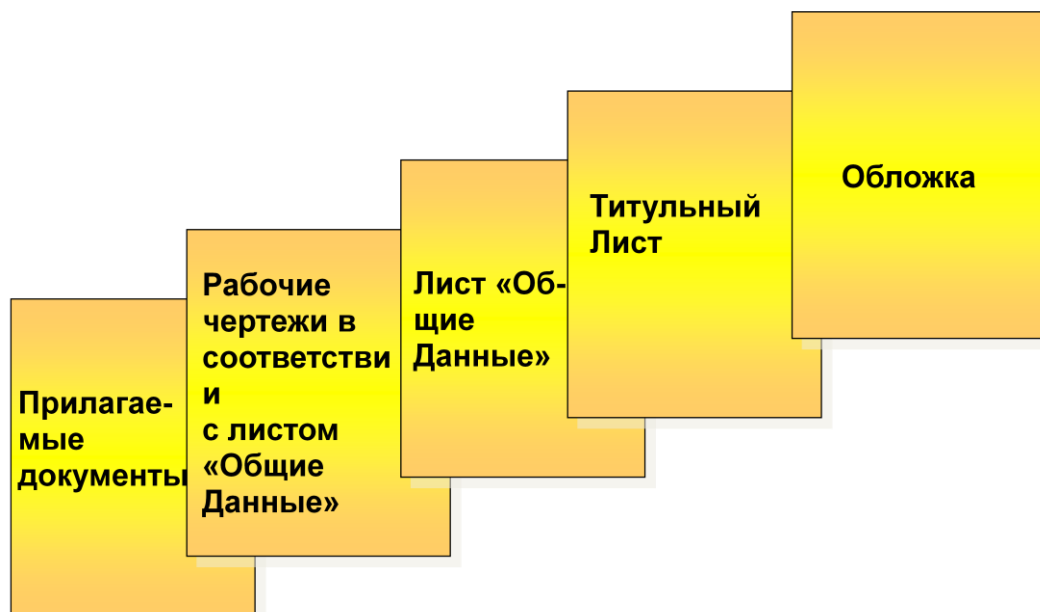 Прилагае-
мые
документы
Рабочие
чертежи в
соответстви
и
с листом
«Общие
Данные»
Лист «Об-
щие
Данные»
Титульный
Лист
Обложка